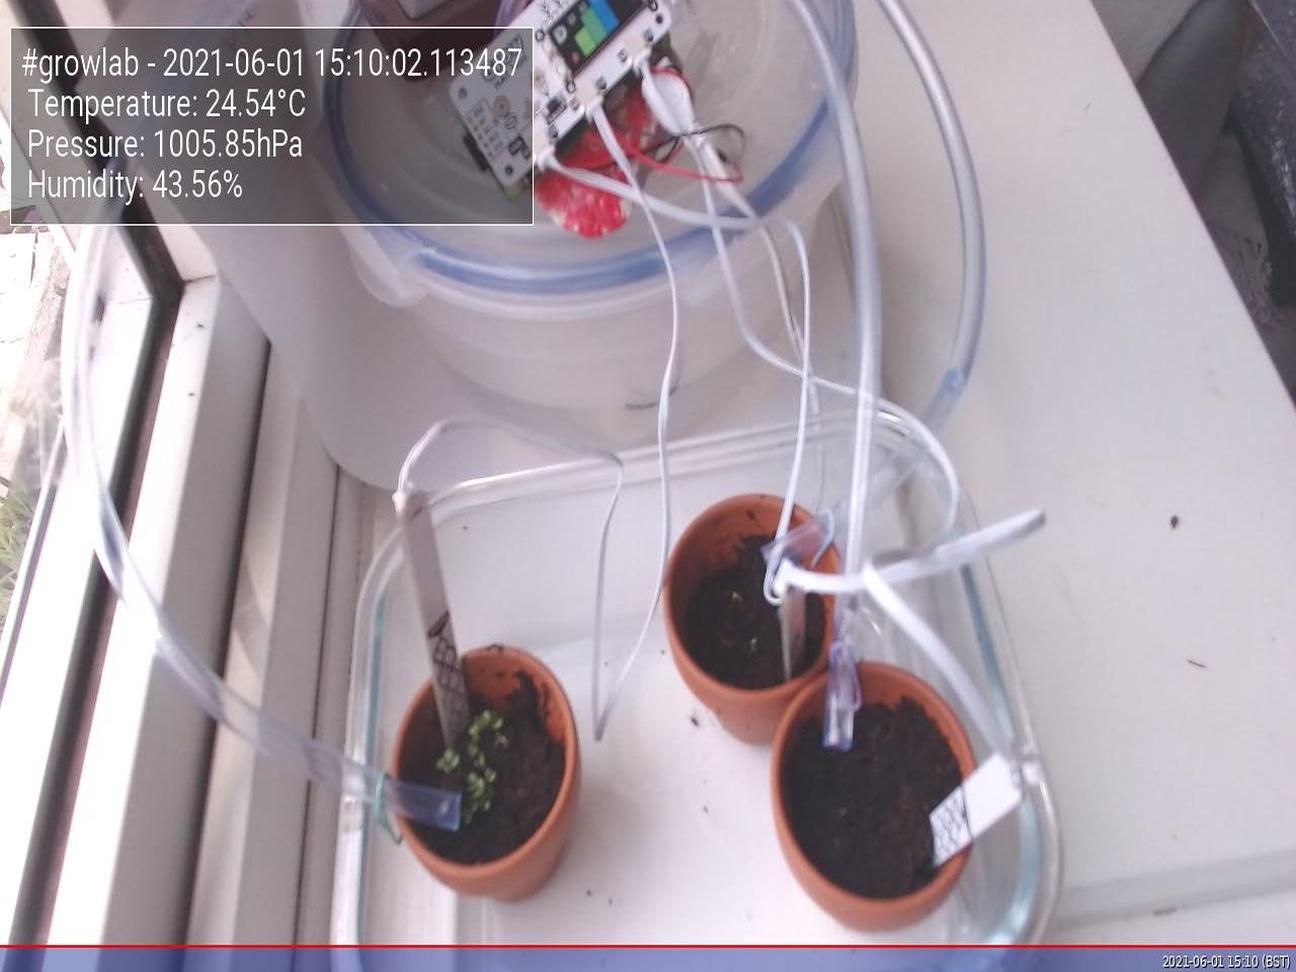 #growlab - 2021-06-01 15:10:02.113487
Temperature: 24.54°C
Pressure: 1005.85hPa
Humidity: 43.56%
2021-06-01 15:10 (BST)